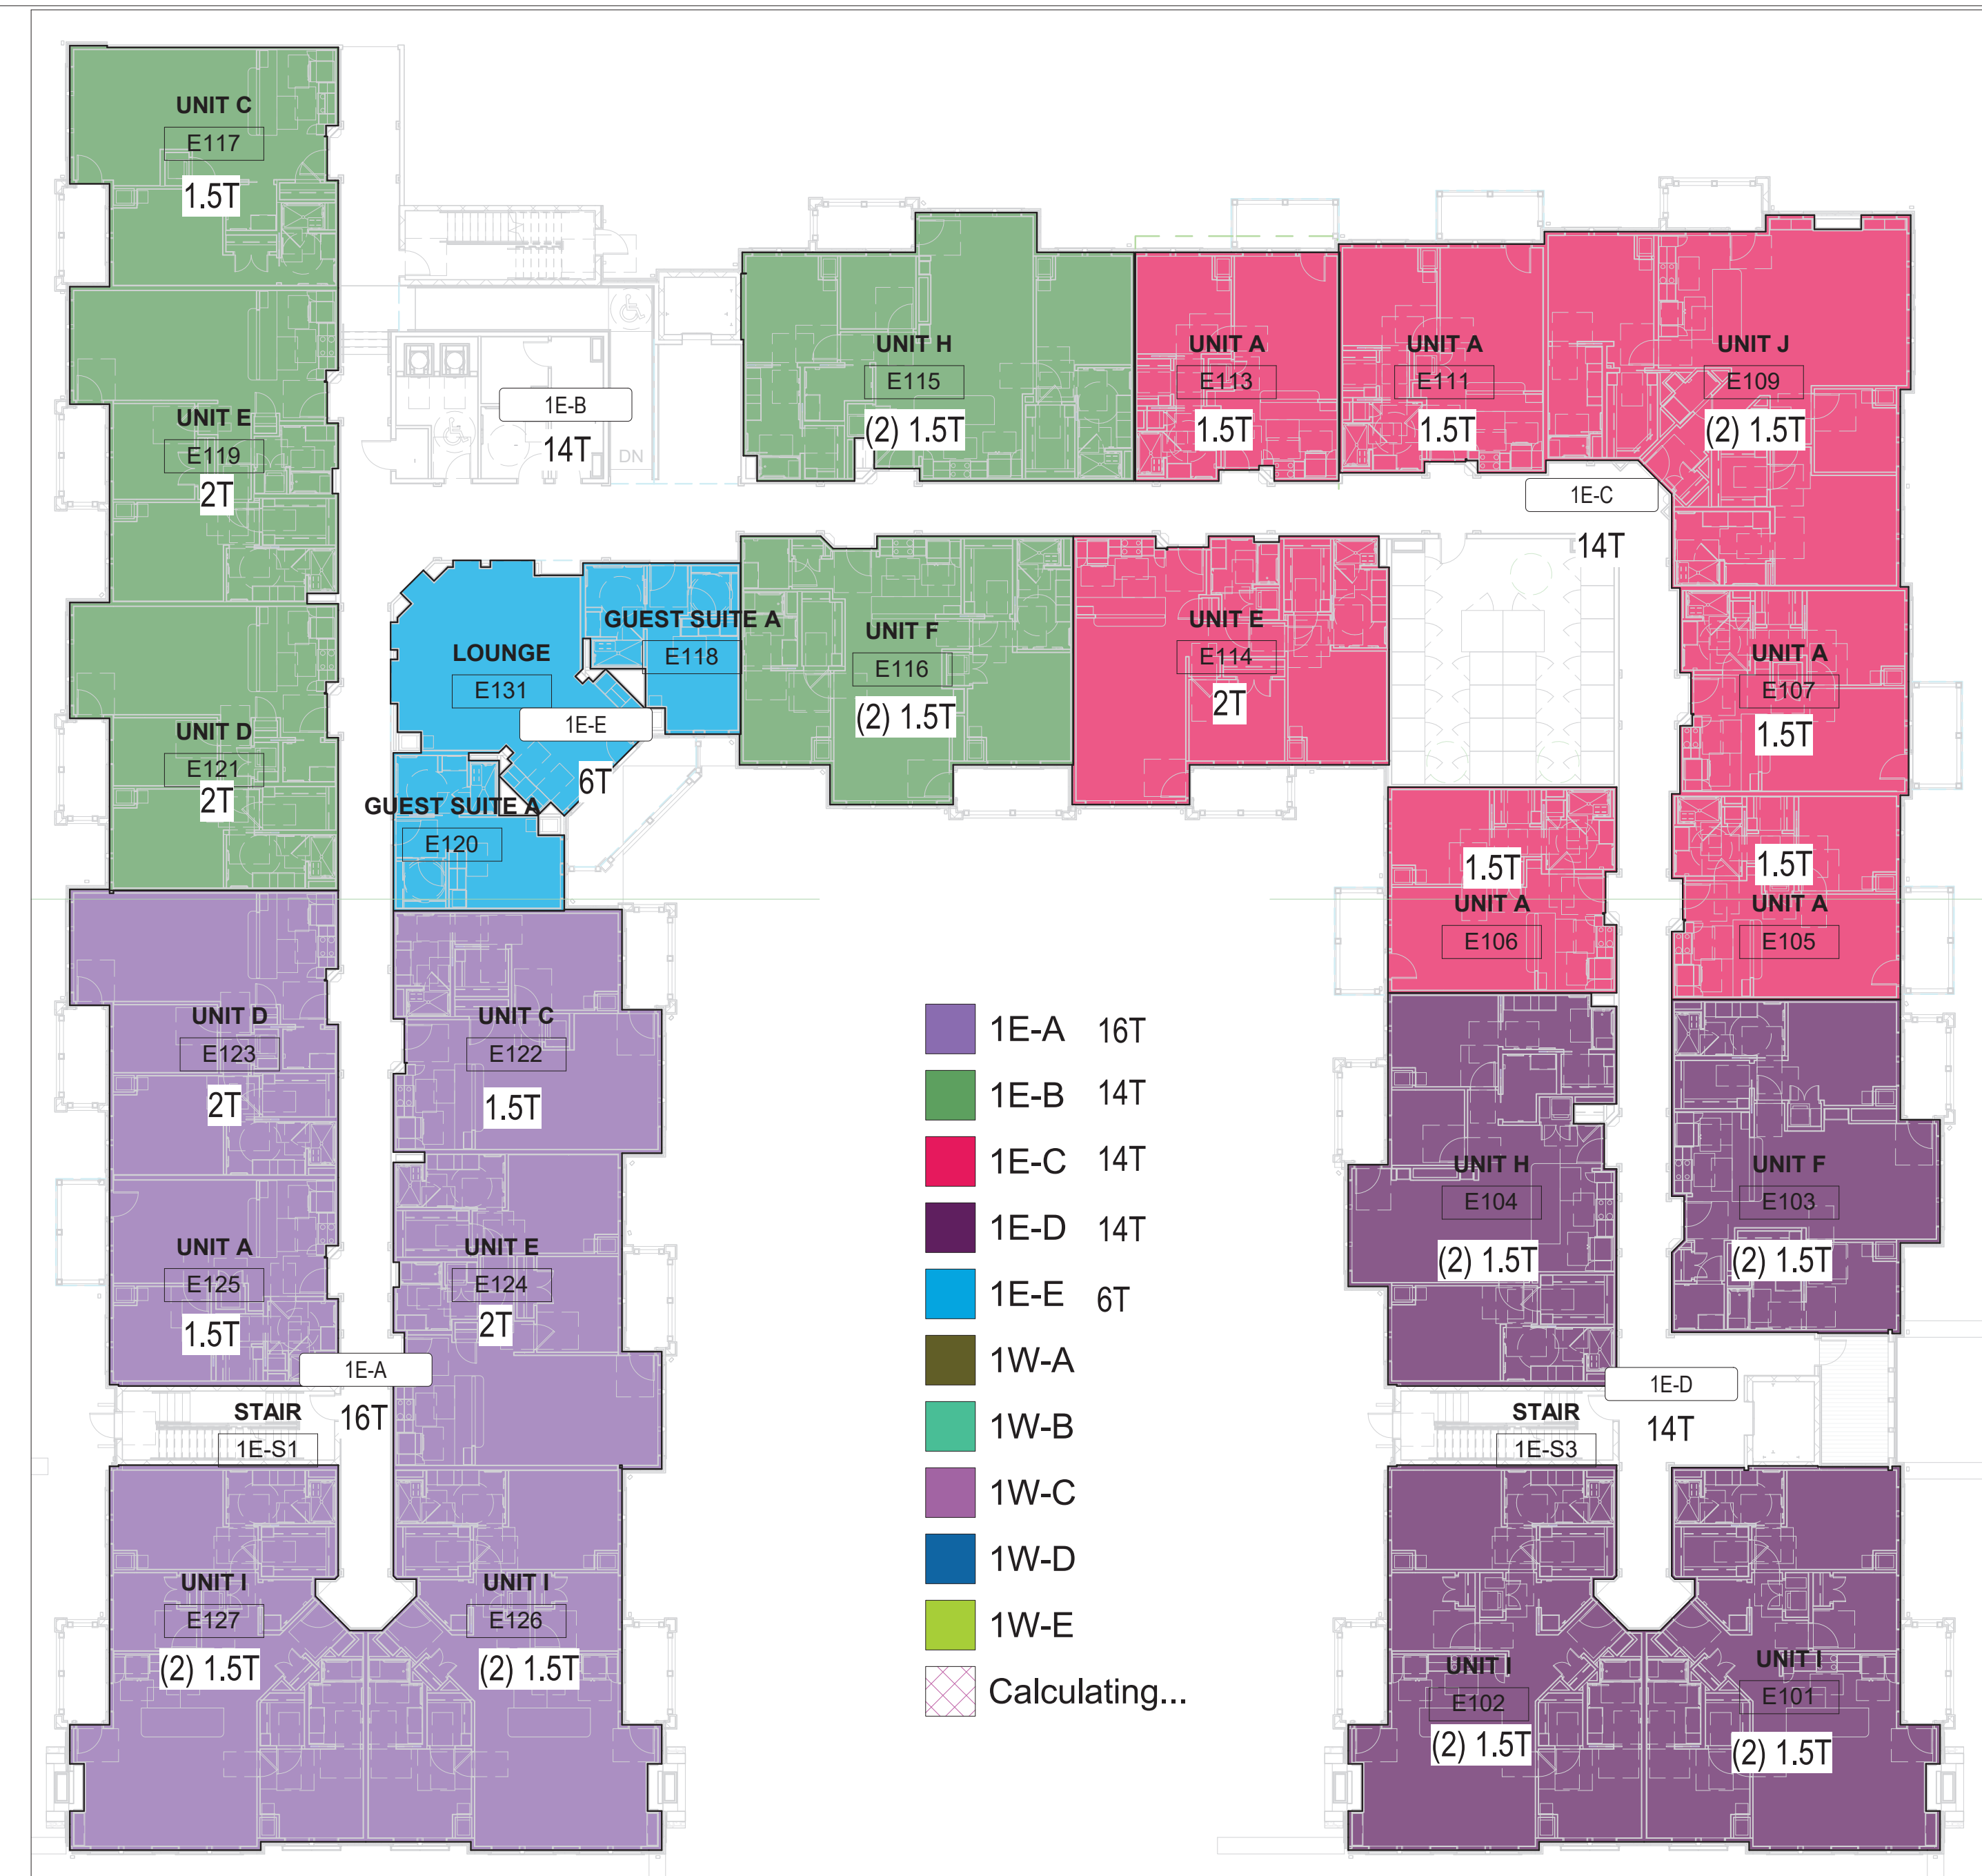 UNIT C
E117
1.5T
UNIT H
E115
(2) 1.5T
UNIT A
E113
1.5T
UNIT A
E111
1.5T
UNIT J
E109
(2) 1.5T
1E-B
14T
DN
UNIT E
E119
2T
1E-C
14T
GUEST SUITE A
E118
LOUNGE
E131
1E-E
6T
UNIT F
E116
(2) 1.5T
UNIT E
E114
2T
UNIT A
E107
1.5T
UNIT D
E121
2T
GUEST SUITE A
E120
1.5T
UNIT A
E106
1.5T
UNIT A
E105
UNIT D
E123
2T
UNIT C
E122
1.5T
1E-A 16T
1E-B 14T
1E-C 14T
1E-D 14T
1E-E 6T
1W-A
1W-B
1W-C
1W-D
1W-E
Calculating...
UNIT H
E104
(2) 1.5T
UNIT F
E103
(2) 1.5T
UNIT A
E125
1.5T
UNIT E
E124
2T
1E-A
16T
STAIR
1E-S1
1E-D
14T
STAIR
1E-S3
UNIT I
E127
(2) 1.5T
UNIT I
E126
(2) 1.5T
UNIT I
E102
(2) 1.5T
UNIT I
E101
(2) 1.5T